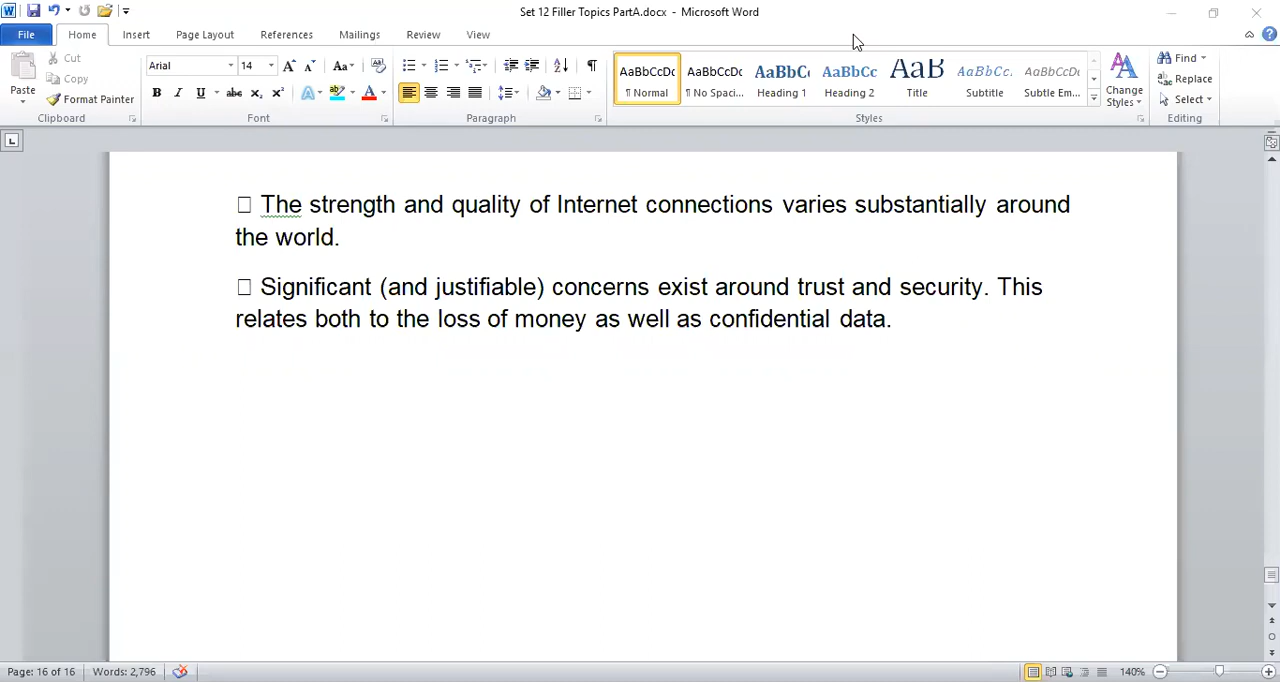 Set 12 Filler Topics PartA.docx - Microsoft Word
File Home Insert Page Layout References Mailings Review View
Cut
Copy
Format Painter
Paste
Clipboard
Arial 14
B I U abc x₂ x²
Font
Paragraph
AaBbCcDc AaBbCcDc AaBbC AaBbCc AaB AaBbCc. AaBbCcDc
¶ Normal ¶ No Spaci... Heading 1 Heading 2 Title Subtitle Subtle Em...
Styles
Change
Styles
Find
Replace
Select
Editing
☐ The strength and quality of Internet connections varies substantially around
the world.
☐ Significant (and justifiable) concerns exist around trust and security. This
relates both to the loss of money as well as confidential data.
Page: 16 of 16 Words: 2,796 140%